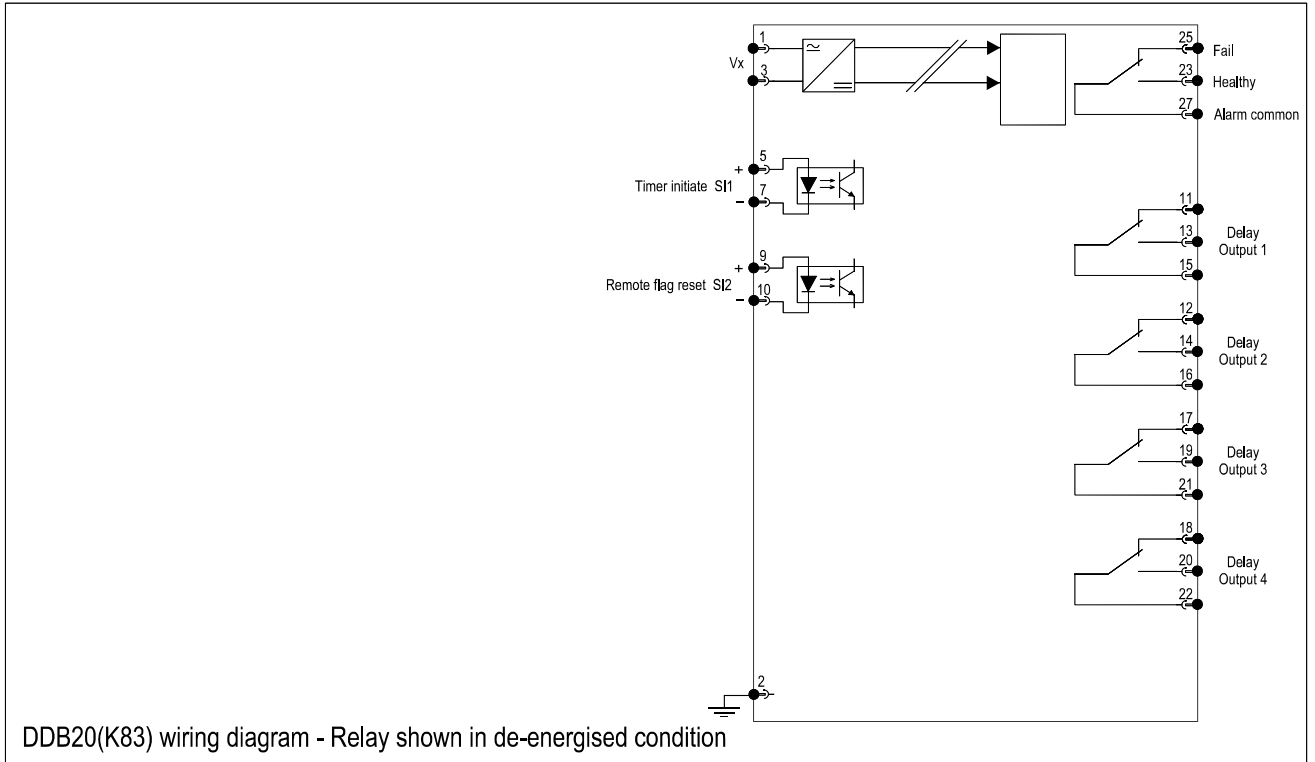 1
Vx
3
25
Fail
23
Healthy
27
Alarm common
5
+
Timer initiate SI1
7
−
9
+
Remote flag reset SI2
10
−
11
13
Delay
Output 1
15
12
14
Delay
Output 2
16
17
19
Delay
Output 3
21
18
20
Delay
Output 4
22
2
DDB20(K83) wiring diagram - Relay shown in de-energised condition